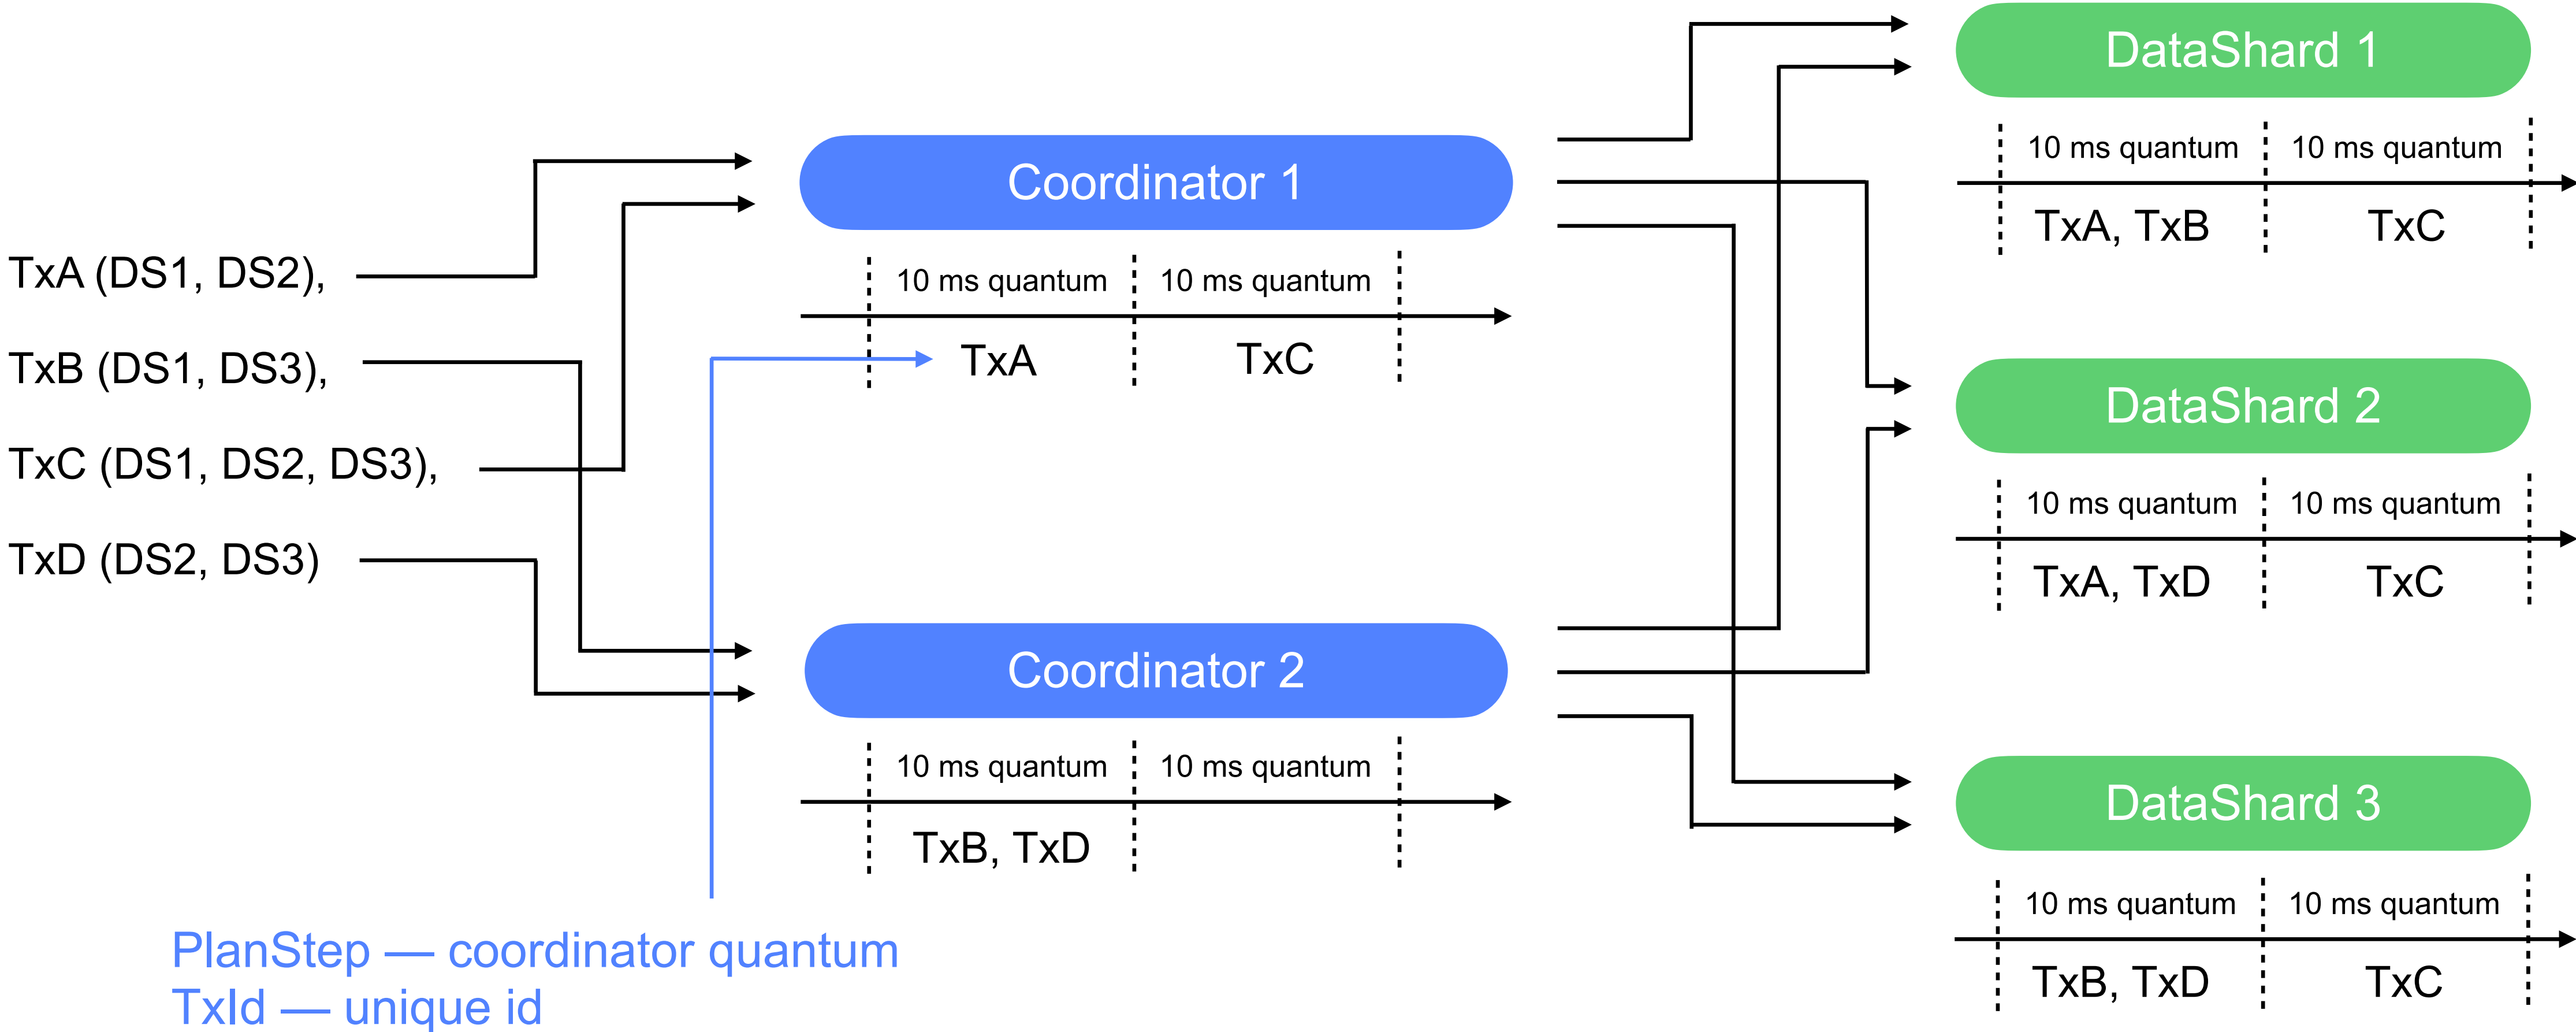 TxA (DS1, DS2),
TxB (DS1, DS3),
TxC (DS1, DS2, DS3),
TxD (DS2, DS3)
Coordinator 1
10 ms quantum
10 ms quantum
TxA
TxC
Coordinator 2
10 ms quantum
10 ms quantum
TxB, TxD
PlanStep — coordinator quantum
TxId — unique id
DataShard 1
10 ms quantum
10 ms quantum
TxA, TxB
TxC
DataShard 2
10 ms quantum
10 ms quantum
TxA, TxD
TxC
DataShard 3
10 ms quantum
10 ms quantum
TxB, TxD
TxC